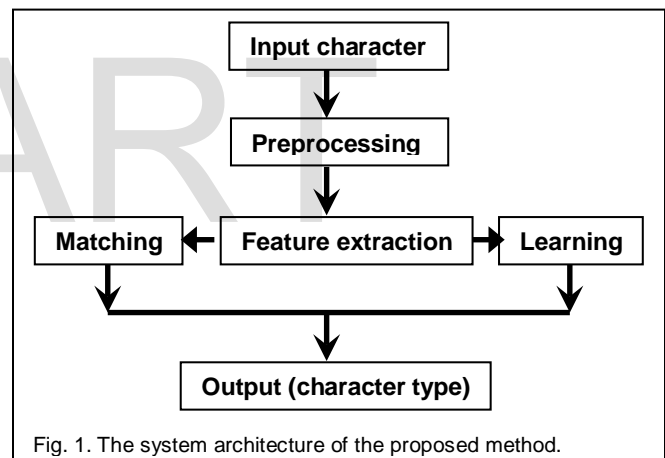 Input character
Preprocessing
Matching Feature extraction Learning
Output (character type)
Fig. 1. The system architecture of the proposed method.
ART